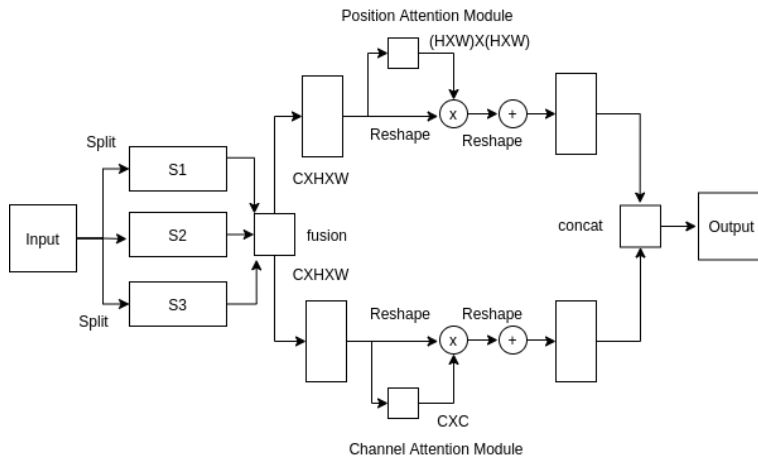 Position Attention Module
(HXW)X(HXW)
x
+
Reshape
Reshape
CXHXW
Split
S1
Input
S2
fusion
S3
Split
concat
Output
CXHXW
Reshape
Reshape
x
+
CXC
Channel Attention Module